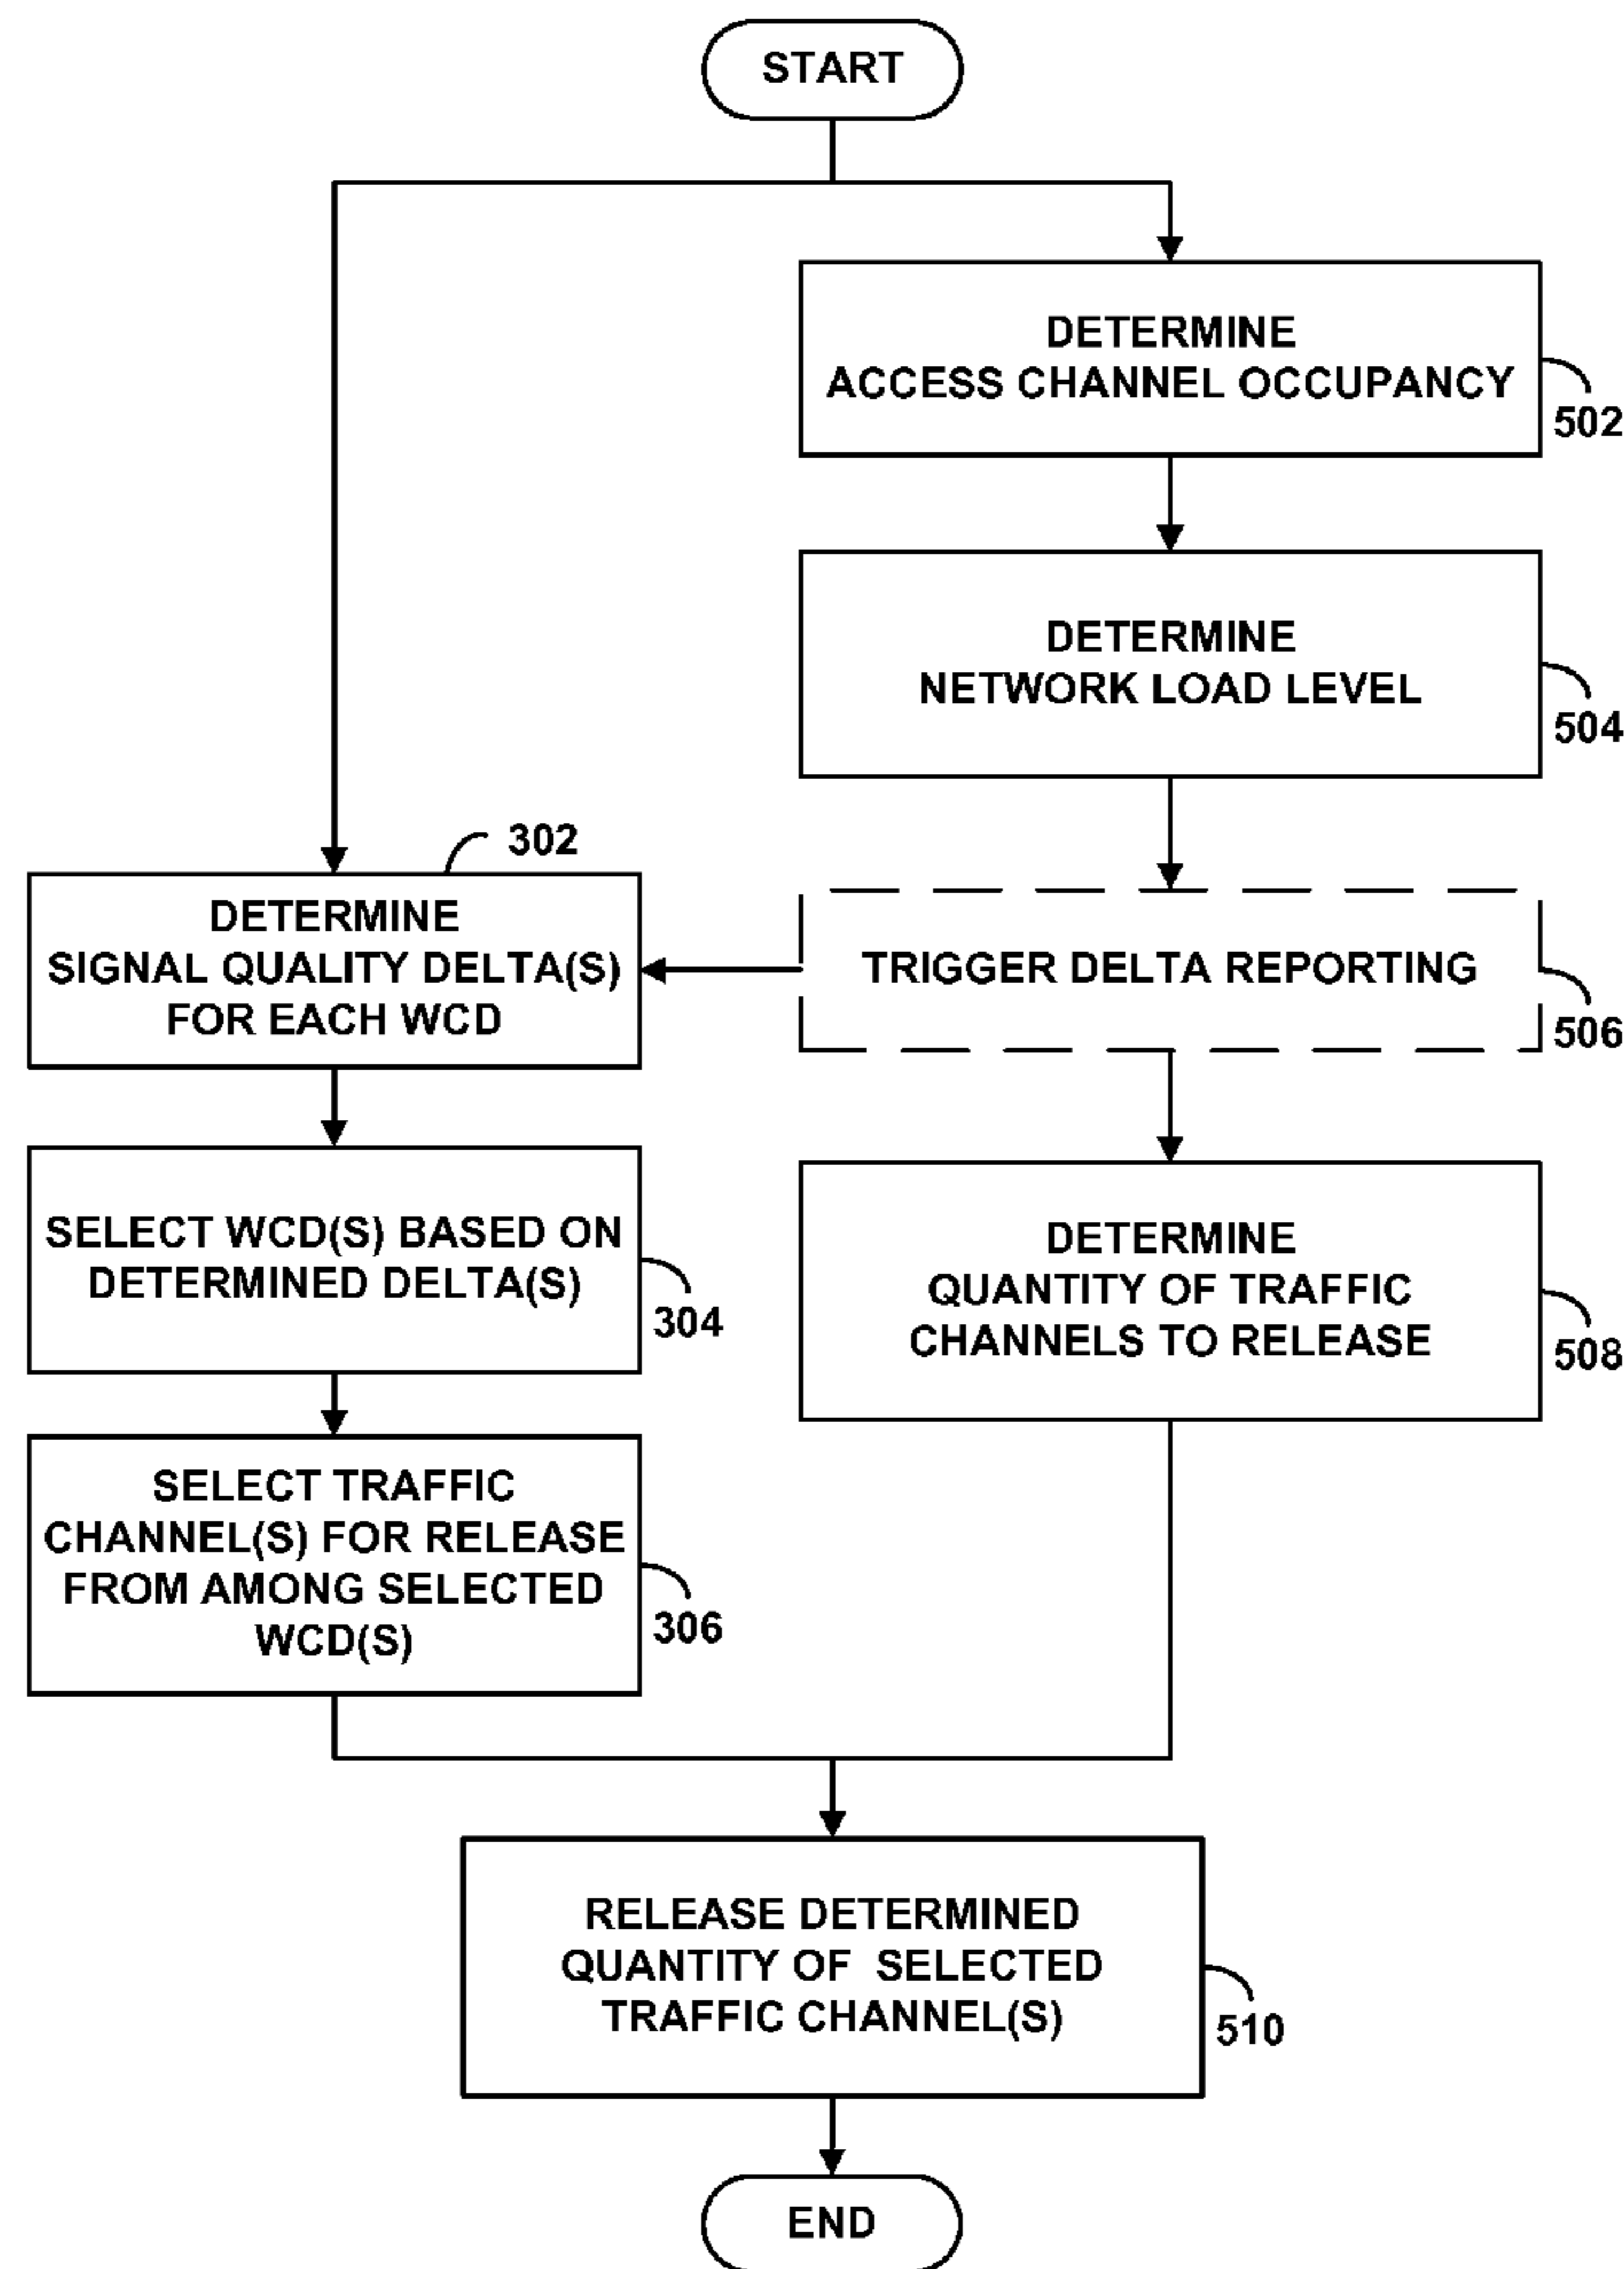 START
DETERMINE
ACCESS CHANNEL OCCUPANCY
502
DETERMINE
NETWORK LOAD LEVEL
504
302
DETERMINE
SIGNAL QUALITY DELTA(S)
FOR EACH WCD
TRIGGER DELTA REPORTING
506
SELECT WCD(S) BASED ON
DETERMINED DELTA(S)
304
DETERMINE
QUANTITY OF TRAFFIC
CHANNELS TO RELEASE
508
SELECT TRAFFIC
CHANNEL(S) FOR RELEASE
FROM AMONG SELECTED
WCD(S)
306
RELEASE DETERMINED
QUANTITY OF SELECTED
TRAFFIC CHANNEL(S)
510
END